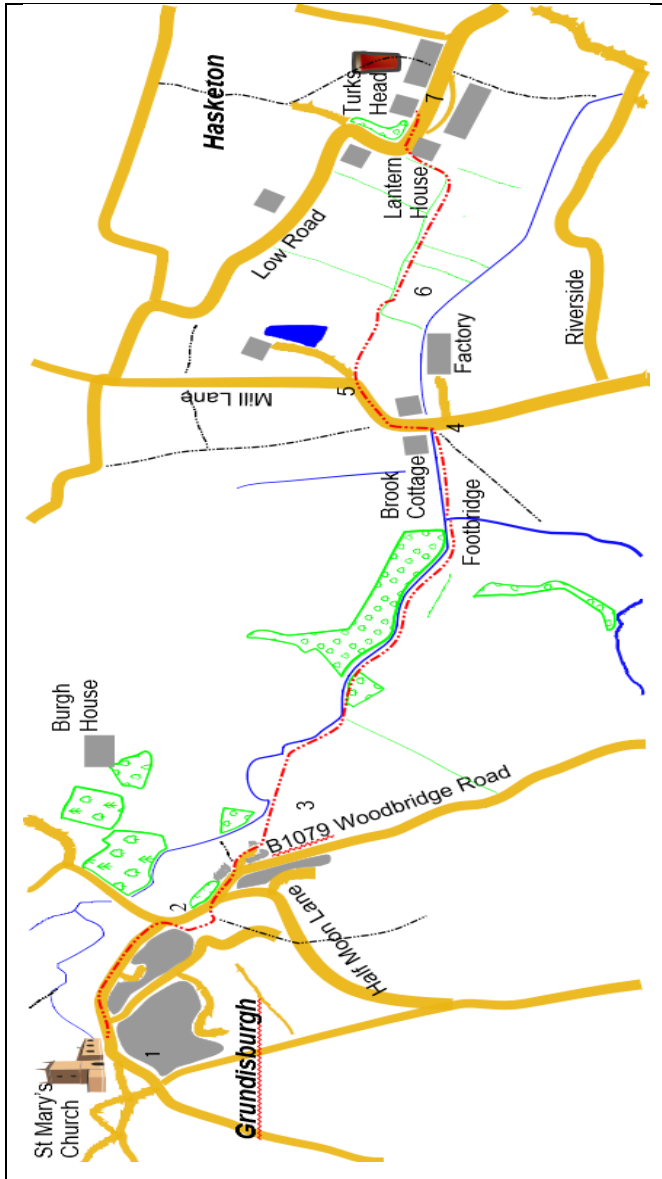 St Mary's
Church
1
Grundisburgh
2
Half Moon Lane
B1079 Woodbridge Road
3
Burgh
House
Footbridge
Brook
Cottage
4
Factory
5
Mill Lane
6
Riverside
Low Road
Hasketon
Lantern
House
Turks
Head
7